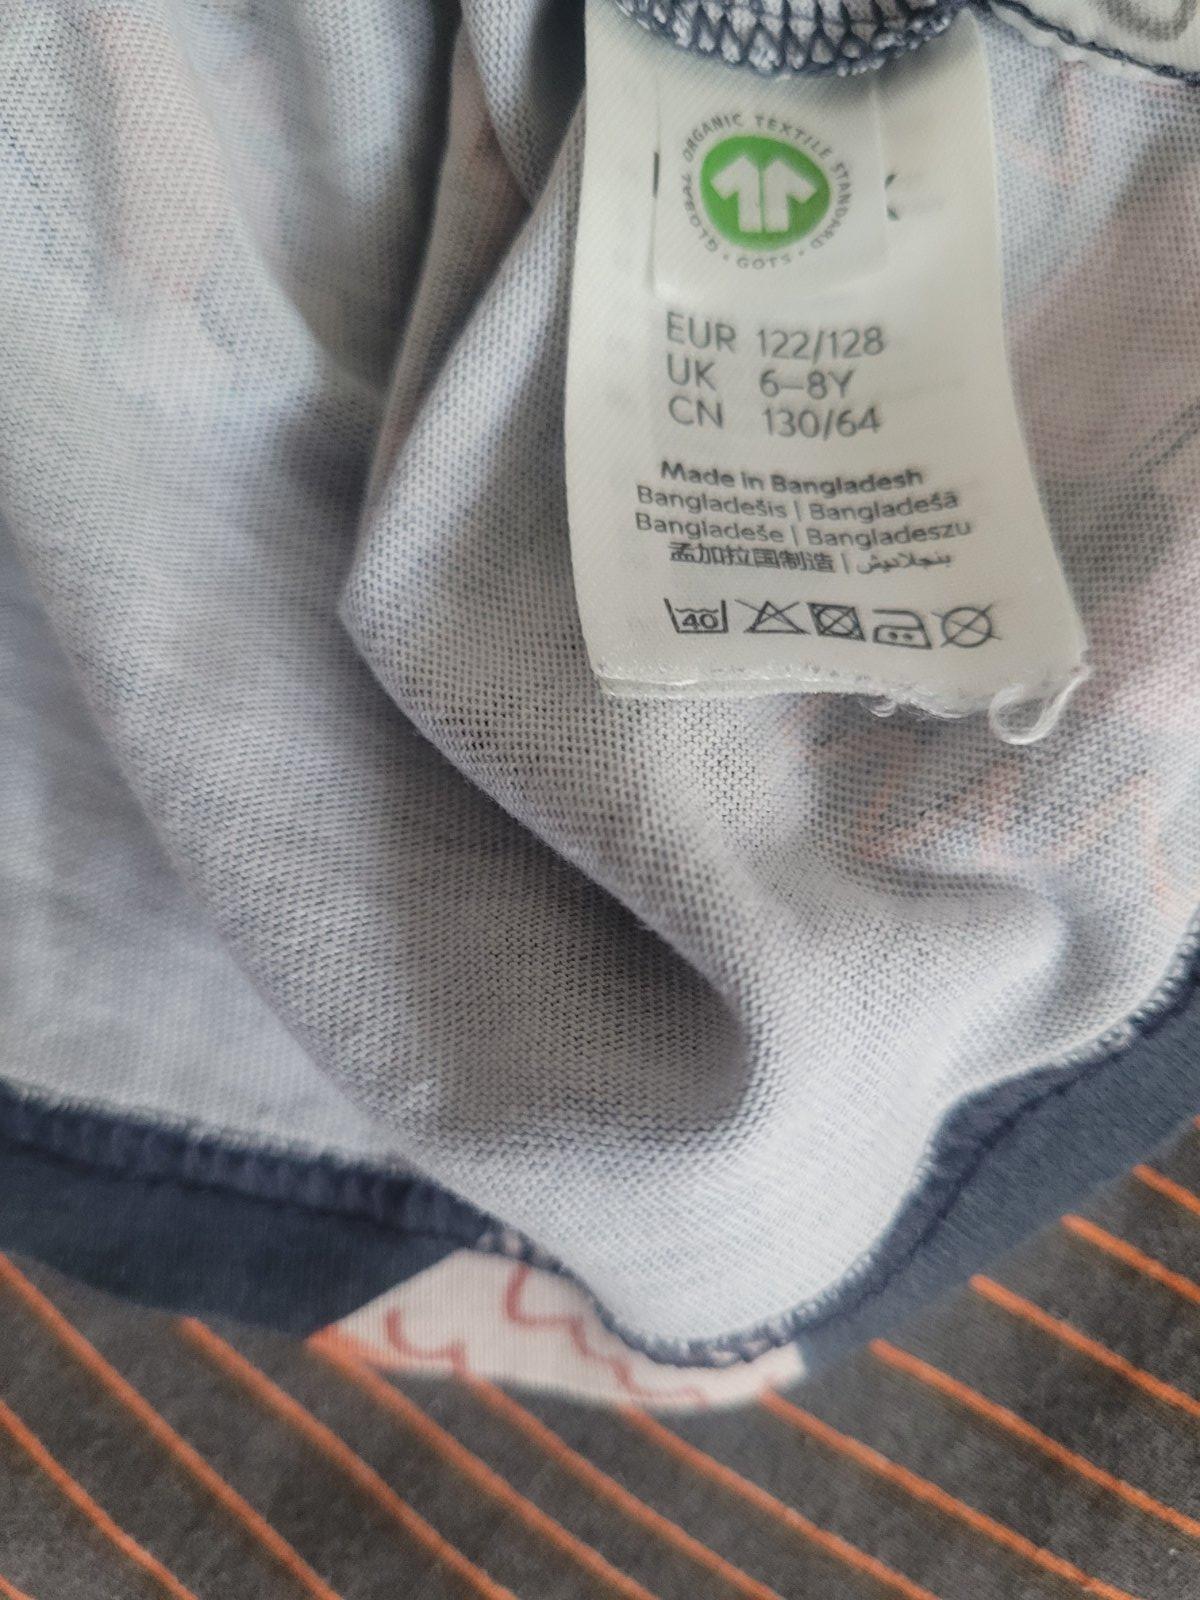 GLOBAL ORGANIC TEXTILE STANDARD
· GOTS ·
EUR 122/128
UK 6–8Y
CN 130/64
Made in Bangladesh
Bangladešis | Bangladešā
Bangladeše | Bangladeszu
孟加拉国制造 | بنجلاديش
40